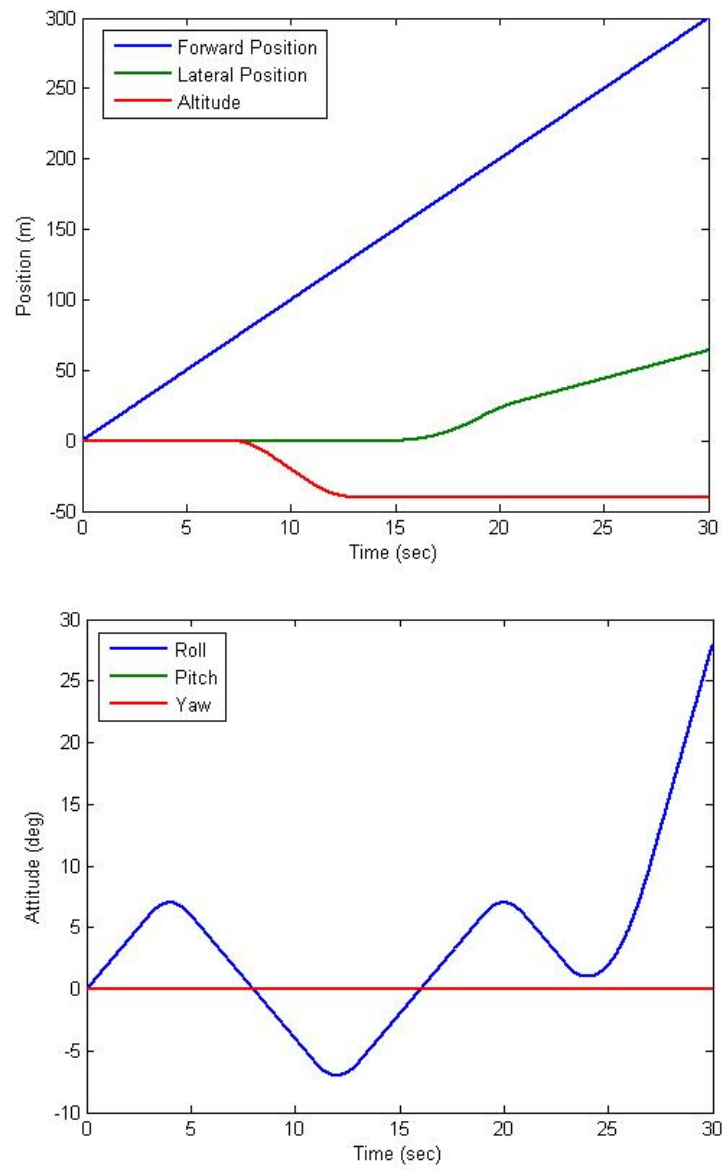 300
250
200
150
100
50
0
-50
Position (m)
Forward Position
Lateral Position
Altitude
0 5 10 15 20 25 30
Time (sec)
30
25
20
15
10
5
0
-5
-10
Attitude (deg)
Roll
Pitch
Yaw
0 5 10 15 20 25 30
Time (sec)